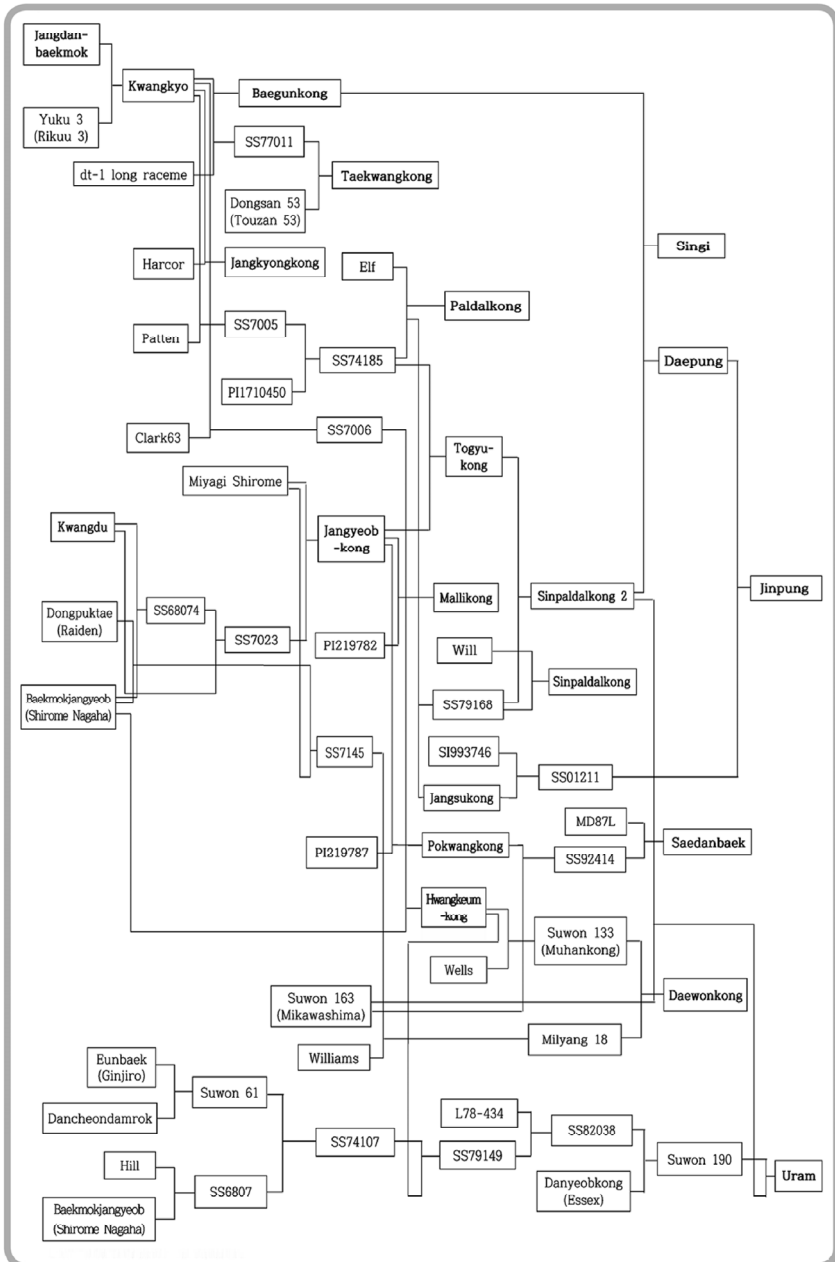 Jangdan-
baekmok
Kwangkyo
Baegunkong
Yuku 3
(Rikuu 3)
SS77011
dt-1 long raceme
Taekwangkong
Dongsan 53
(Touzan 53)
Singi
Harcor
Jangkyongkong
Elf
Paldalkong
SS7005
Patten
SS74185
Daepung
PI1710450
Clark63
SS7006
Togyu-
kong
Miyagi Shirome
Kwangdu
Jangyeob
-kong
Jinpung
SS68074
Mallikong
Sinpaldalkong 2
Dongpuktae
(Raiden)
SS7023
PI219782
Will
Sinpaldalkong
Baekmokjangyeob
(Shirome Nagaha)
SS79168
SS7145
SI993746
SS01211
Jangsukong
MD87L
PI219787
Pokwangkong
Saedanbaek
SS92414
Hwangkeum
-kong
Suwon 133
(Muhankong)
Wells
Suwon 163
(Mikawashima)
Daewonkong
Williams
Milyang 18
Eunbaek
(Ginjiro)
Suwon 61
Dancheondamrok
L78-434
SS82038
SS74107
SS79149
Hill
Suwon 190
Uram
SS6807
Danyeobkong
(Essex)
Baekmokjangyeob
(Shirome Nagaha)